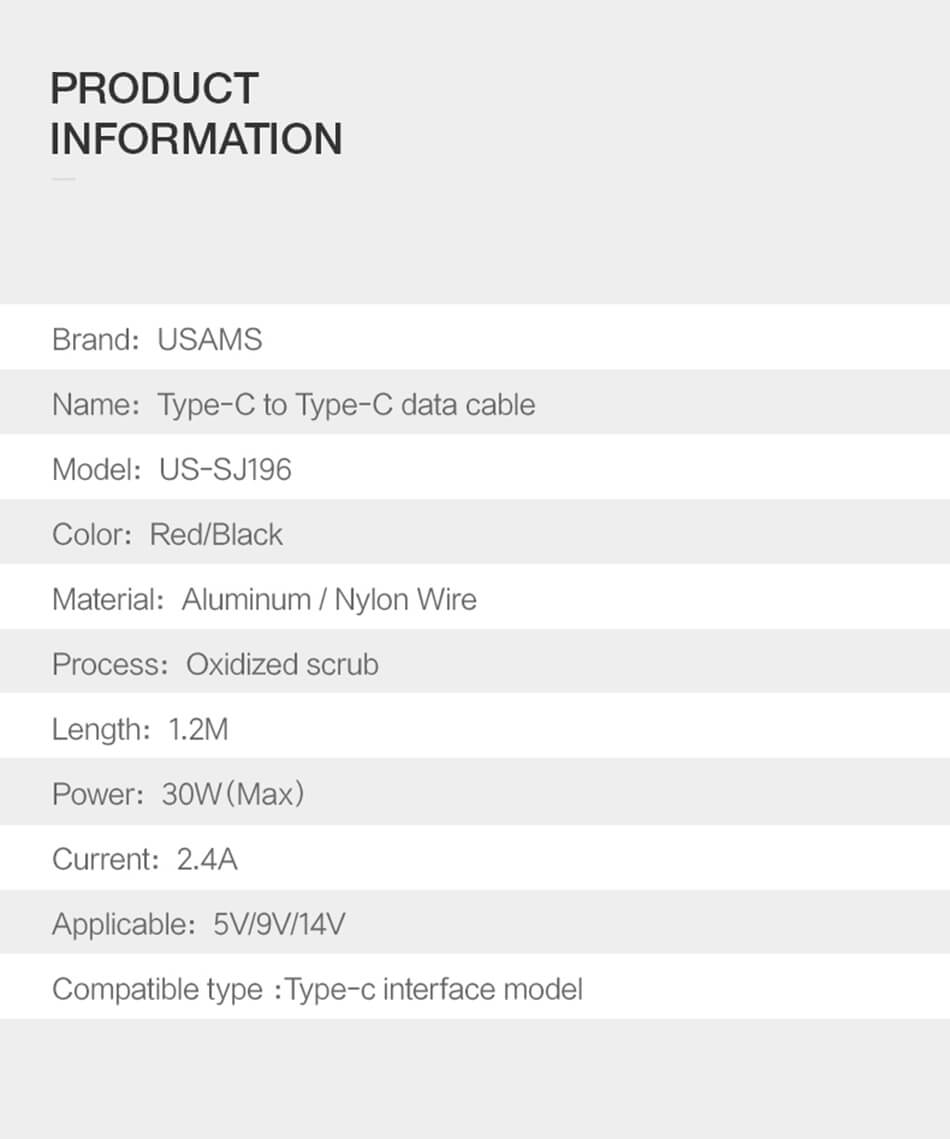 PRODUCT
INFORMATION
Brand: USAMS
Name: Type-C to Type-C data cable
Model: US-SJ196
Color: Red/Black
Material: Aluminum / Nylon Wire
Process: Oxidized scrub
Length: 1.2M
Power: 30W(Max)
Current: 2.4A
Applicable: 5V/9V/14V
Compatible type :Type-c interface model